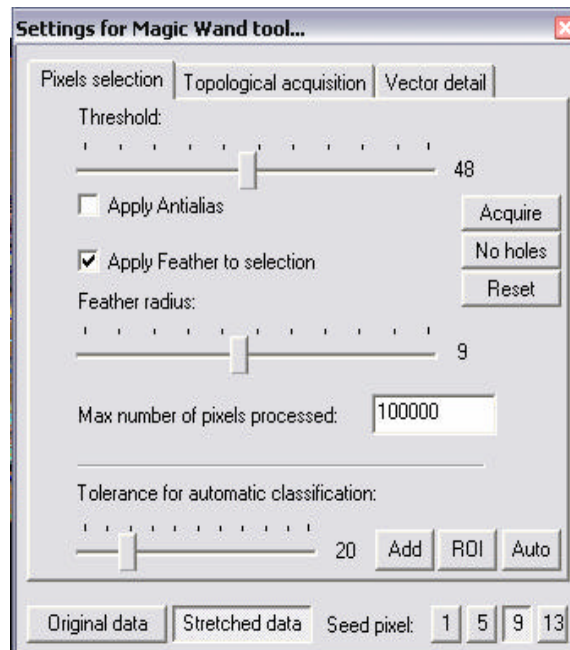 Settings for Magic Wand tool...
Pixels selection Topological acquisition Vector detail
Threshold:
48
Apply Antialias
Acquire
Apply Feather to selection
No holes
Reset
Feather radius:
9
Max number of pixels processed: 100000
Tolerance for automatic classification:
20 Add ROI Auto
Original data Stretched data Seed pixel: 1 5 9 13